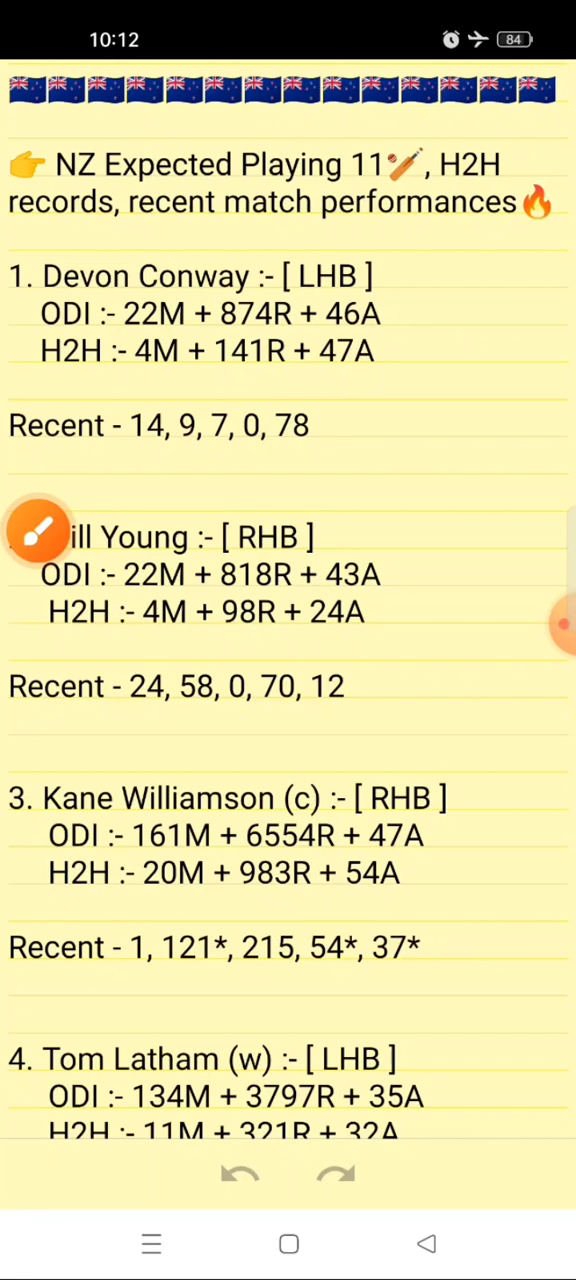 10:12
84
👉 NZ Expected Playing 11🏏, H2H
records, recent match performances🔥
1. Devon Conway :- [ LHB ]
ODI :- 22M + 874R + 46A
H2H :- 4M + 141R + 47A
Recent - 14, 9, 7, 0, 78
ill Young :- [ RHB ]
ODI :- 22M + 818R + 43A
H2H :- 4M + 98R + 24A
Recent - 24, 58, 0, 70, 12
3. Kane Williamson (c) :- [ RHB ]
ODI :- 161M + 6554R + 47A
H2H :- 20M + 983R + 54A
Recent - 1, 121*, 215, 54*, 37*
4. Tom Latham (w) :- [ LHB ]
ODI :- 134M + 3797R + 35A
H2H :- 11M + 321R + 32A